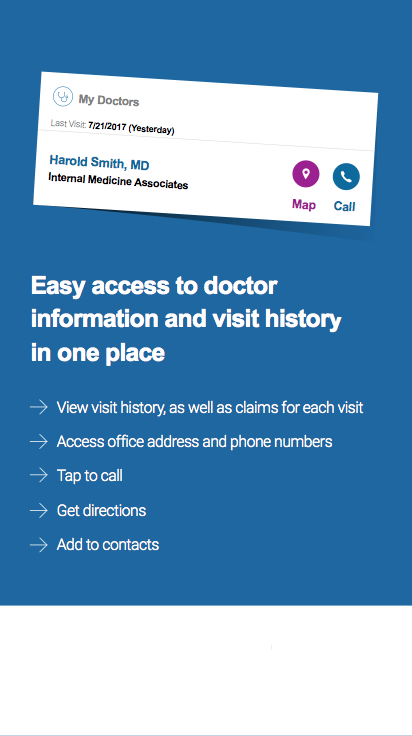 My Doctors
Last Visit: 7/21/2017 (Yesterday)
Harold Smith, MD
Internal Medicine Associates
Map
Call
Easy access to doctor
information and visit history
in one place
View visit history, as well as claims for each visit
Access office address and phone numbers
Tap to call
Get directions
Add to contacts